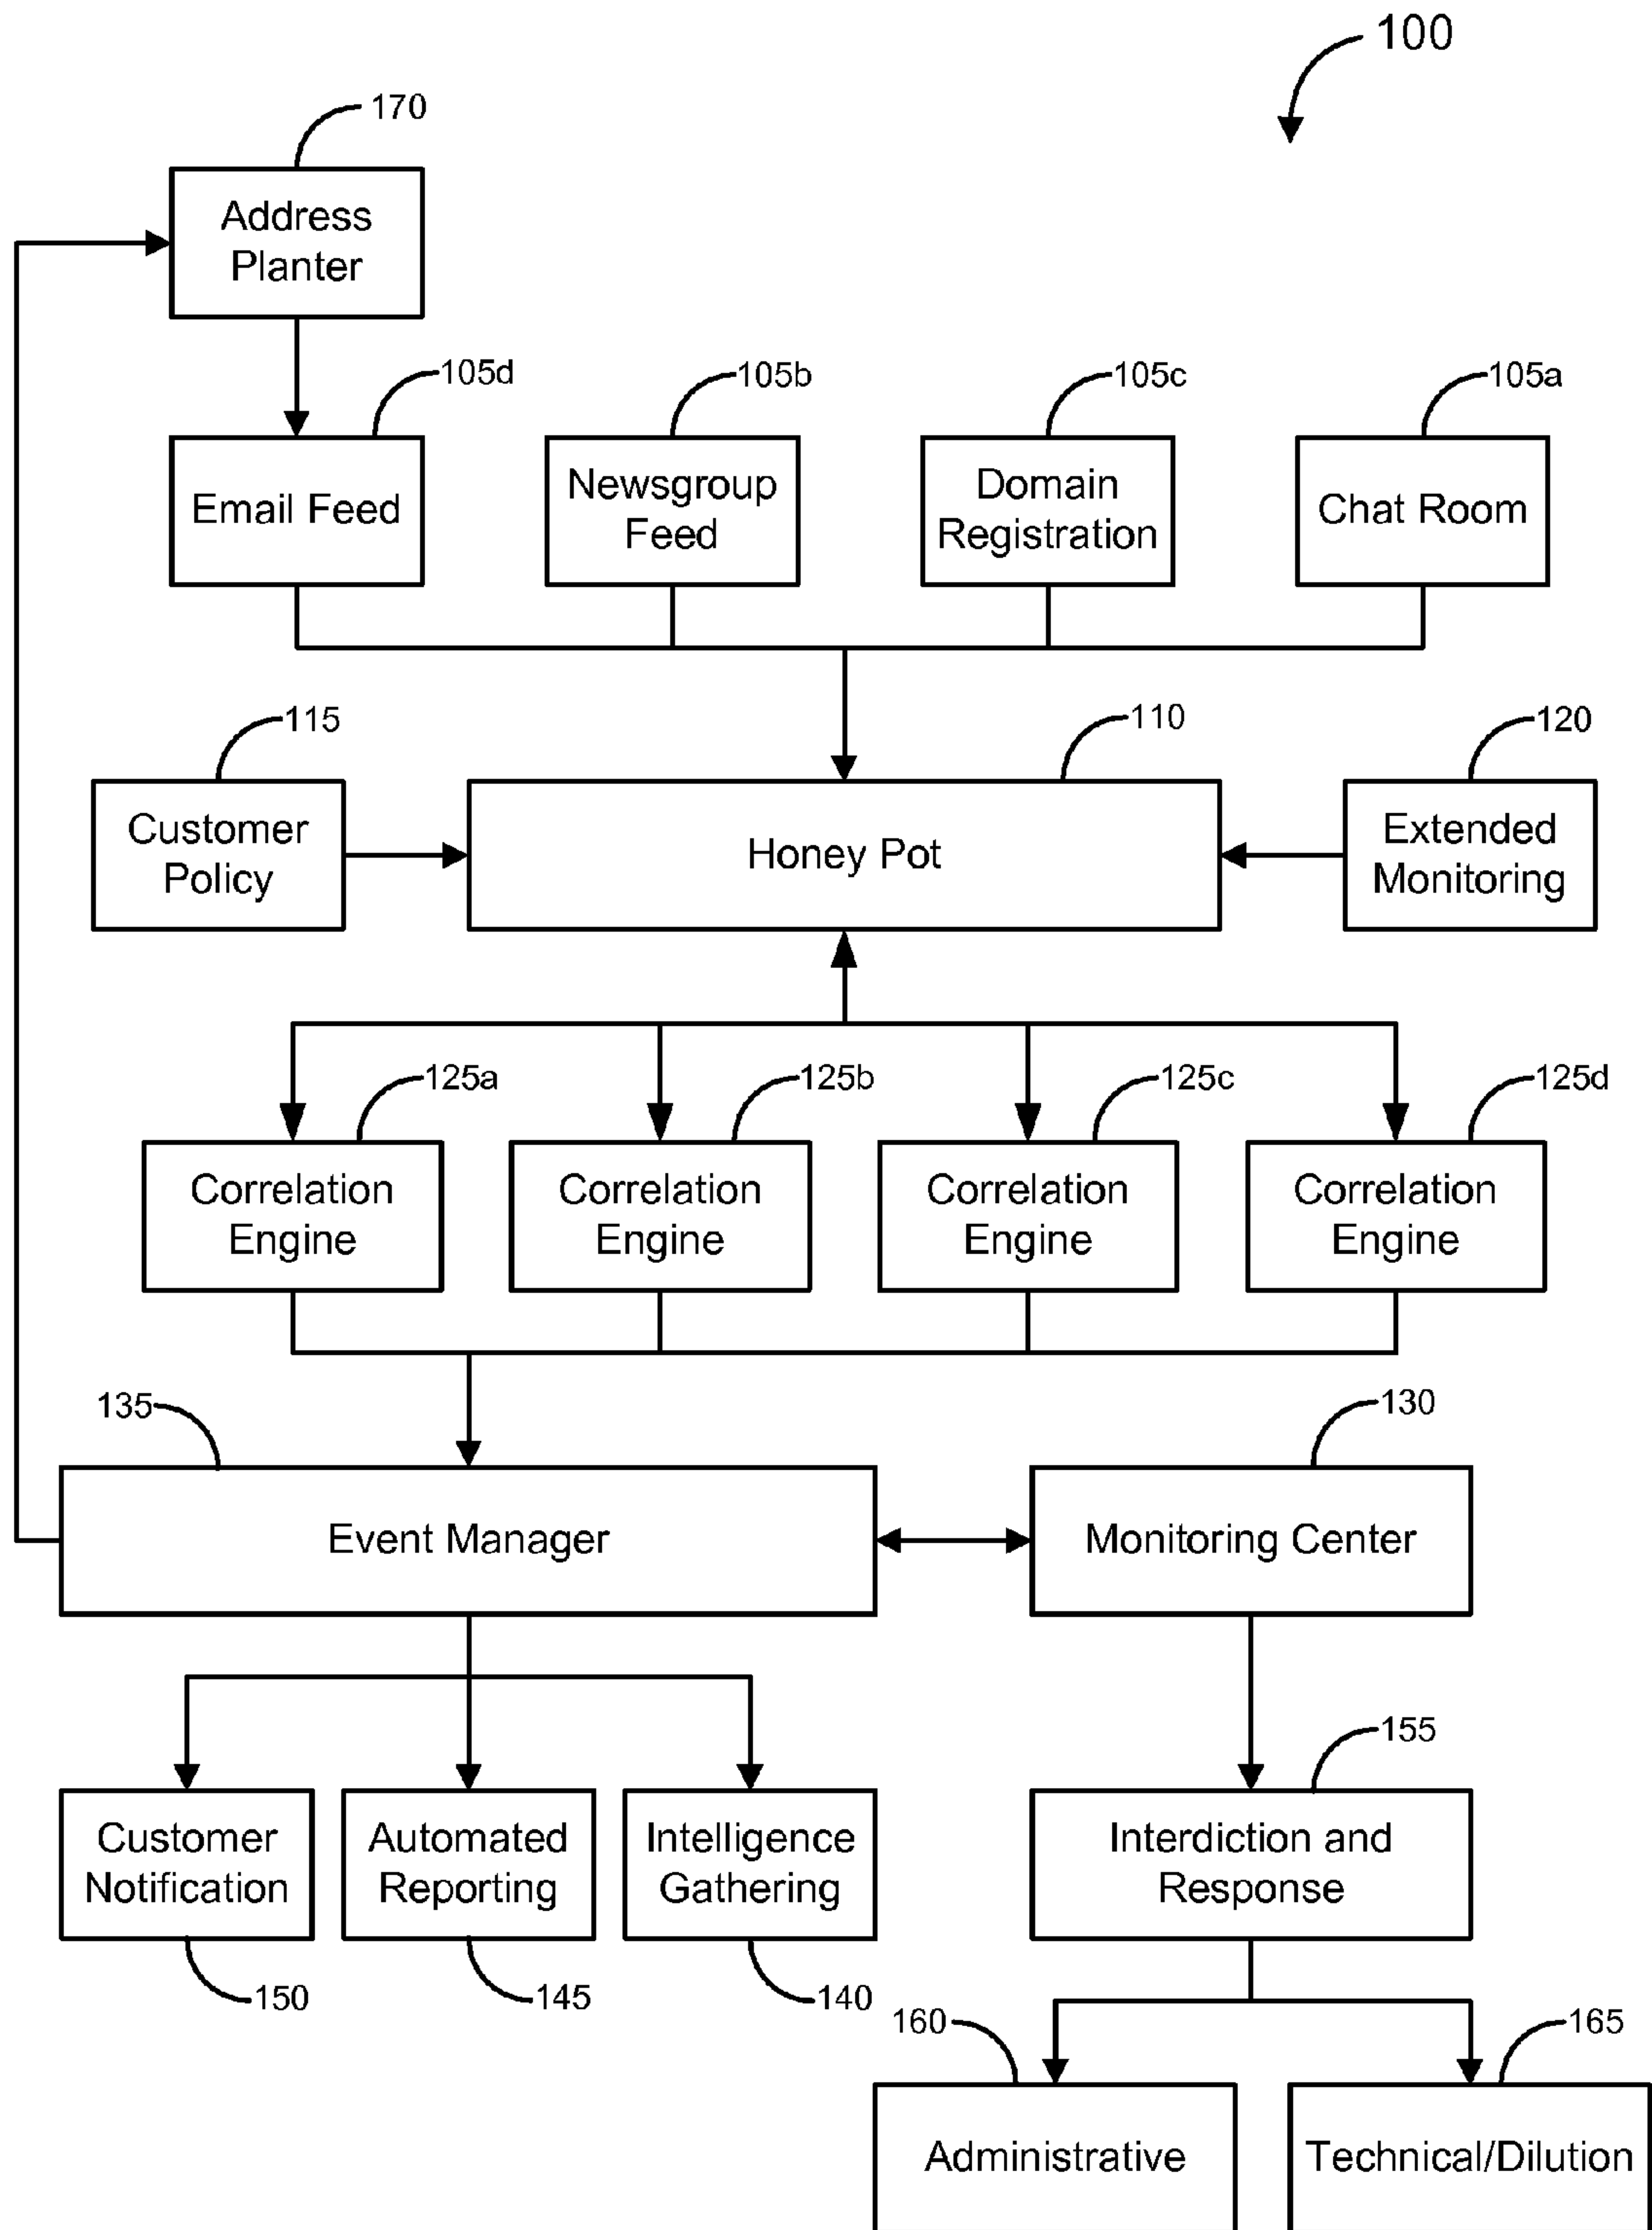 100
170
Address
Planter
105d
105b
105c
105a
Email Feed
Newsgroup
Feed
Domain
Registration
Chat Room
115
110
120
Customer
Policy
Honey Pot
Extended
Monitoring
125a
125b
125c
125d
Correlation
Engine
Correlation
Engine
Correlation
Engine
Correlation
Engine
135
130
Event Manager
Monitoring Center
155
Customer
Notification
Automated
Reporting
Intelligence
Gathering
Interdiction and
Response
150
145
140
160
165
Administrative
Technical/Dilution